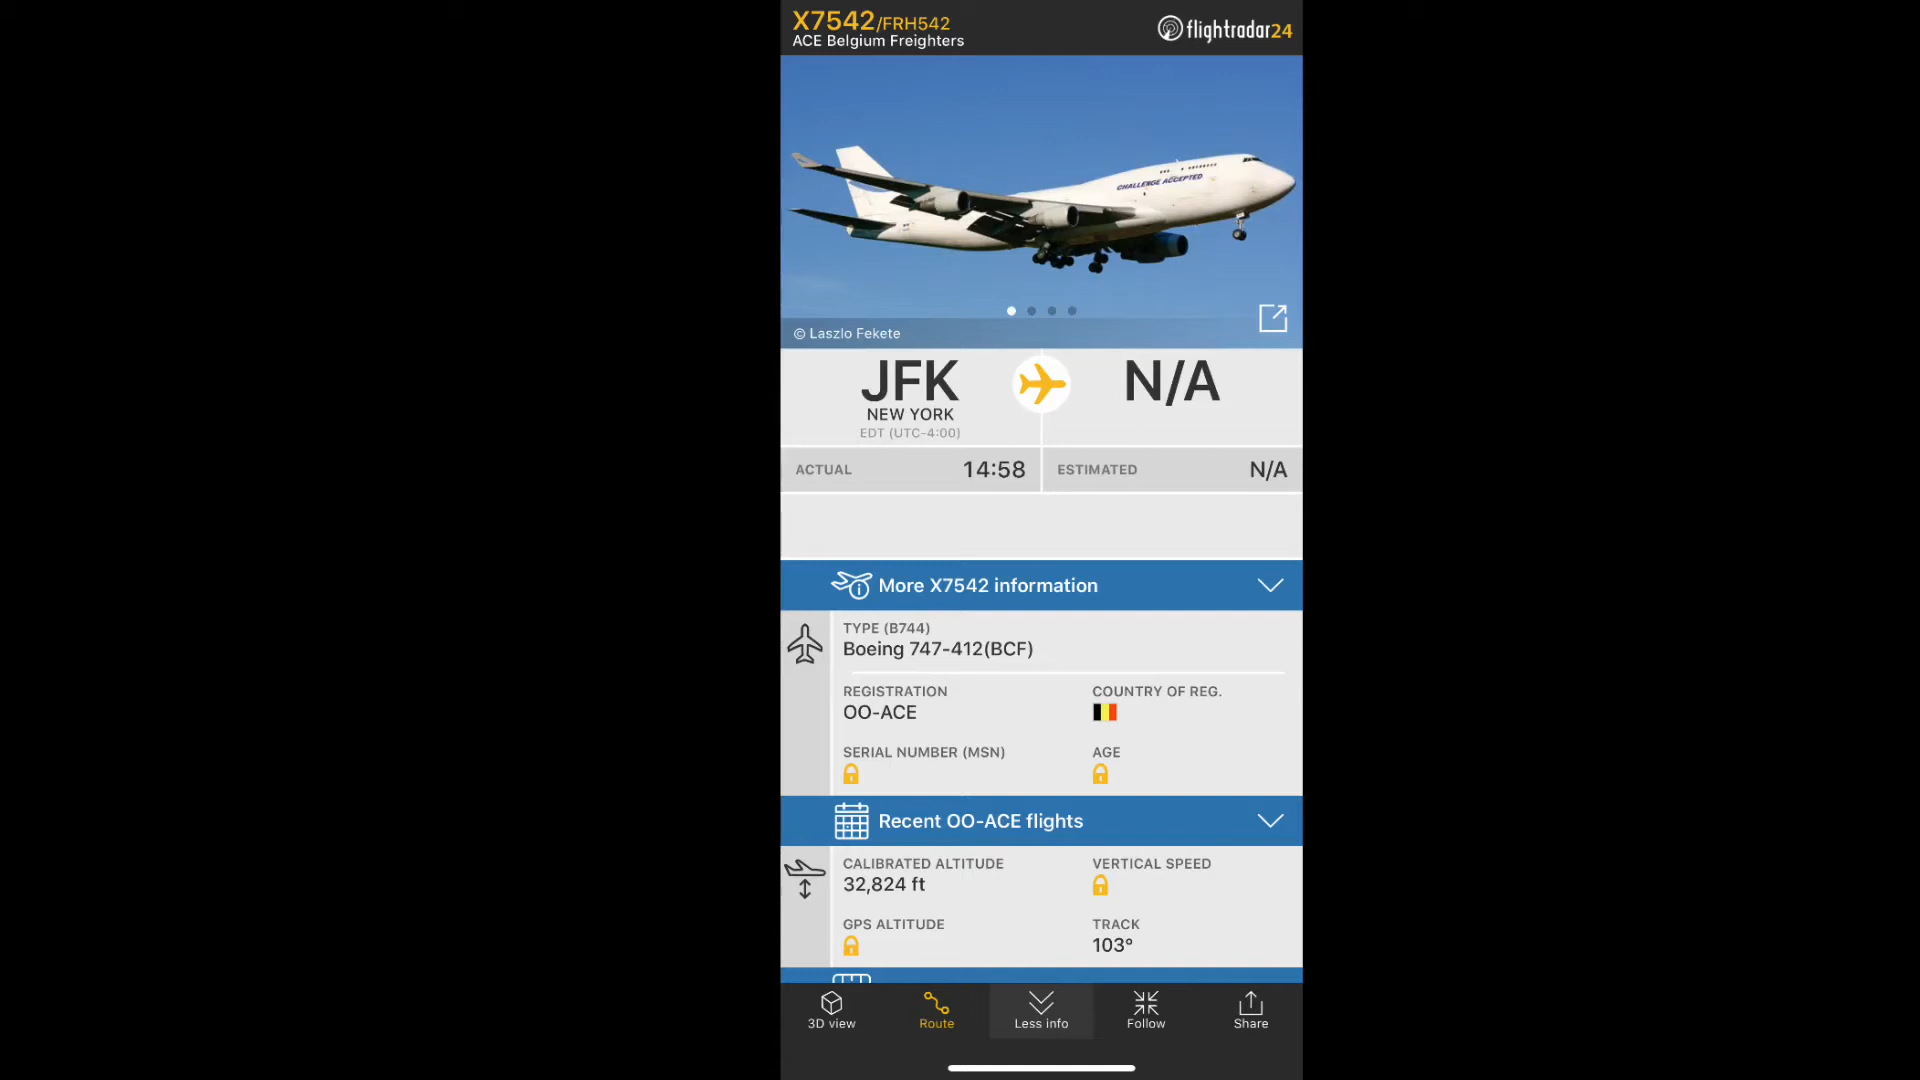 X7542/FRH542
ACE Belgium Freighters
flightradar24
CHALLENGE ACCEPTED
© Laszlo Fekete
JFK
NEW YORK
EDT (UTC-4:00)
N/A
ACTUAL 14:58
ESTIMATED N/A
More X7542 information
TYPE (B744)
Boeing 747-412(BCF)
REGISTRATION
OO-ACE
COUNTRY OF REG.
SERIAL NUMBER (MSN)
AGE
Recent OO-ACE flights
CALIBRATED ALTITUDE
32,824 ft
VERTICAL SPEED
GPS ALTITUDE
TRACK
103°
3D view
Route
Less info
Follow
Share